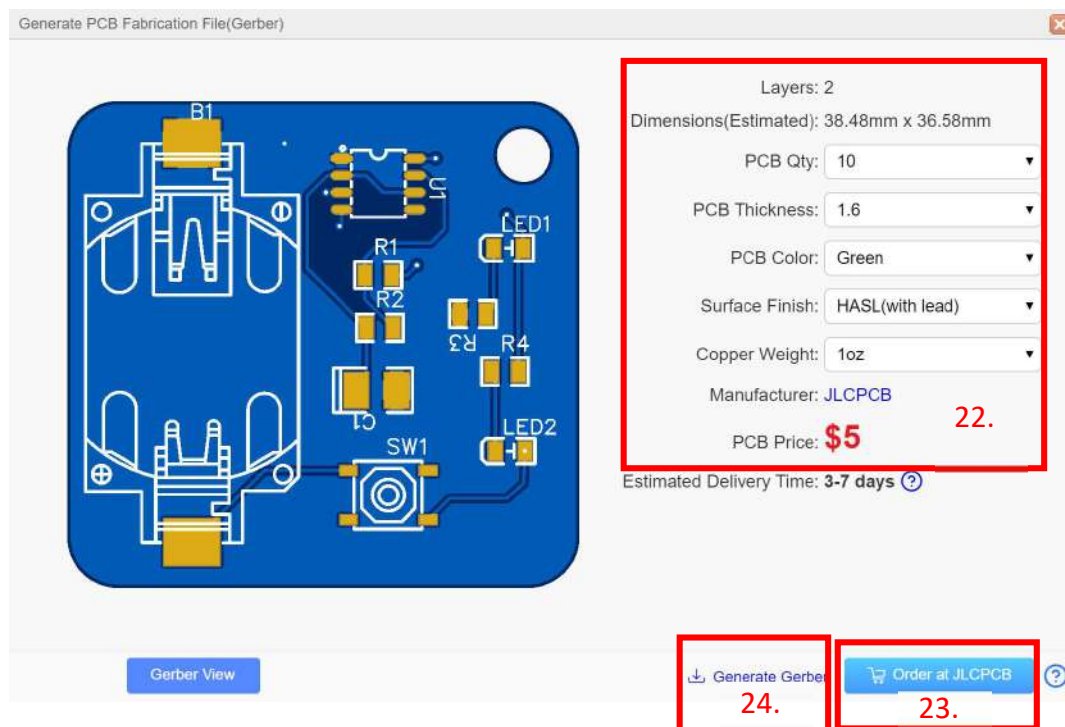 Generate PCB Fabrication File(Gerber)
B1
U1
LED1
R1
R2
R3
R4
C1
LED2
SW1
Layers: 2
Dimensions(Estimated): 38.48mm x 36.58mm
PCB Qty: 10
PCB Thickness: 1.6
PCB Color: Green
Surface Finish: HASL(with lead)
Copper Weight: 1oz
Manufacturer: JLCPCB
22.
PCB Price: $5
Estimated Delivery Time: 3-7 days ?
Gerber View
Generate Gerber
Order at JLCPCB
?
24.
23.